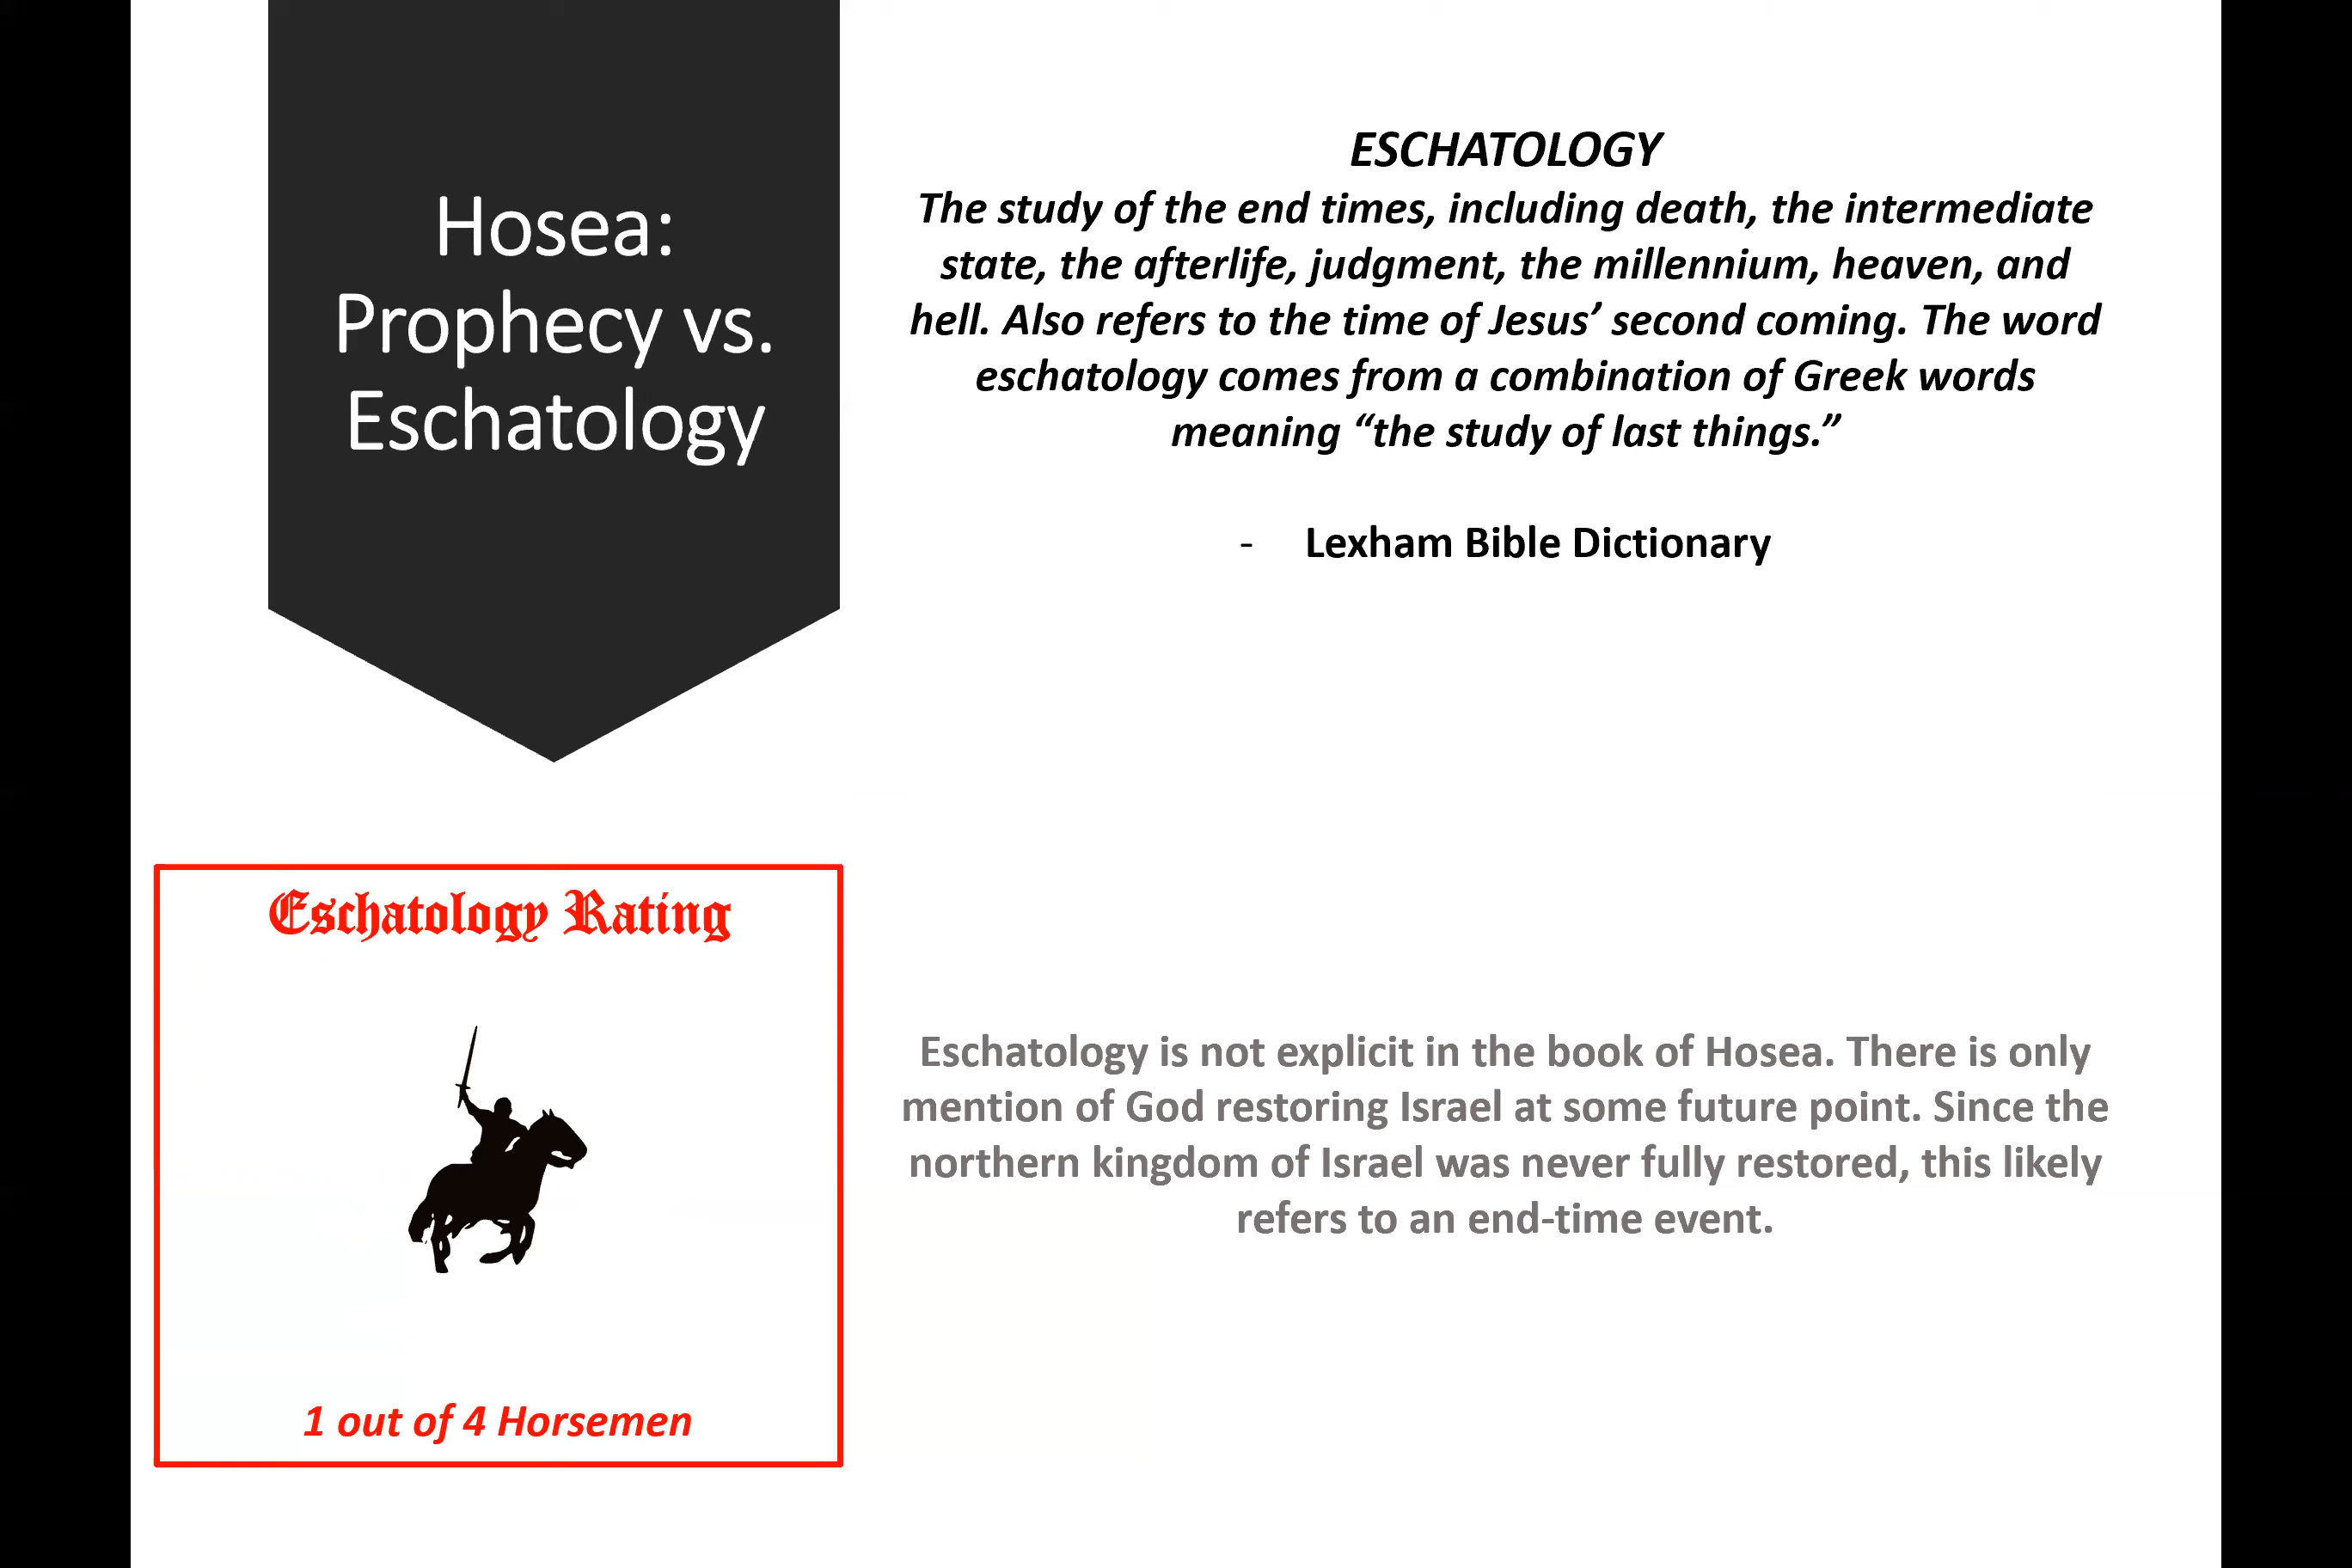 Hosea:
Prophecy vs.
Eschatology
ESCHATOLOGY
The study of the end times, including death, the intermediate
state, the afterlife, judgment, the millennium, heaven, and
hell. Also refers to the time of Jesus’ second coming. The word
eschatology comes from a combination of Greek words
meaning “the study of last things.”
- Lexham Bible Dictionary
Eschatology Rating
1 out of 4 Horsemen
Eschatology is not explicit in the book of Hosea. There is only
mention of God restoring Israel at some future point. Since the
northern kingdom of Israel was never fully restored, this likely
refers to an end-time event.